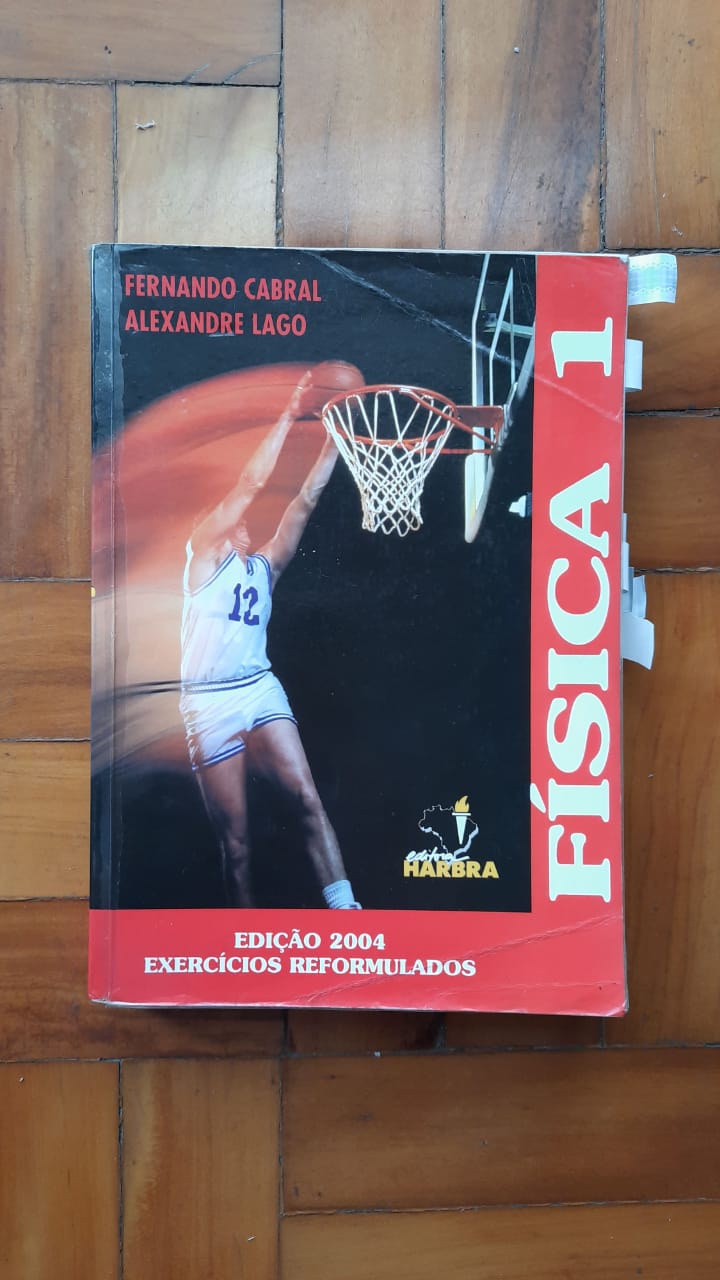 FERNANDO CABRAL
ALEXANDRE LAGO
12
FÍSICA 1
editora
HARBRA
EDIÇÃO 2004
EXERCÍCIOS REFORMULADOS